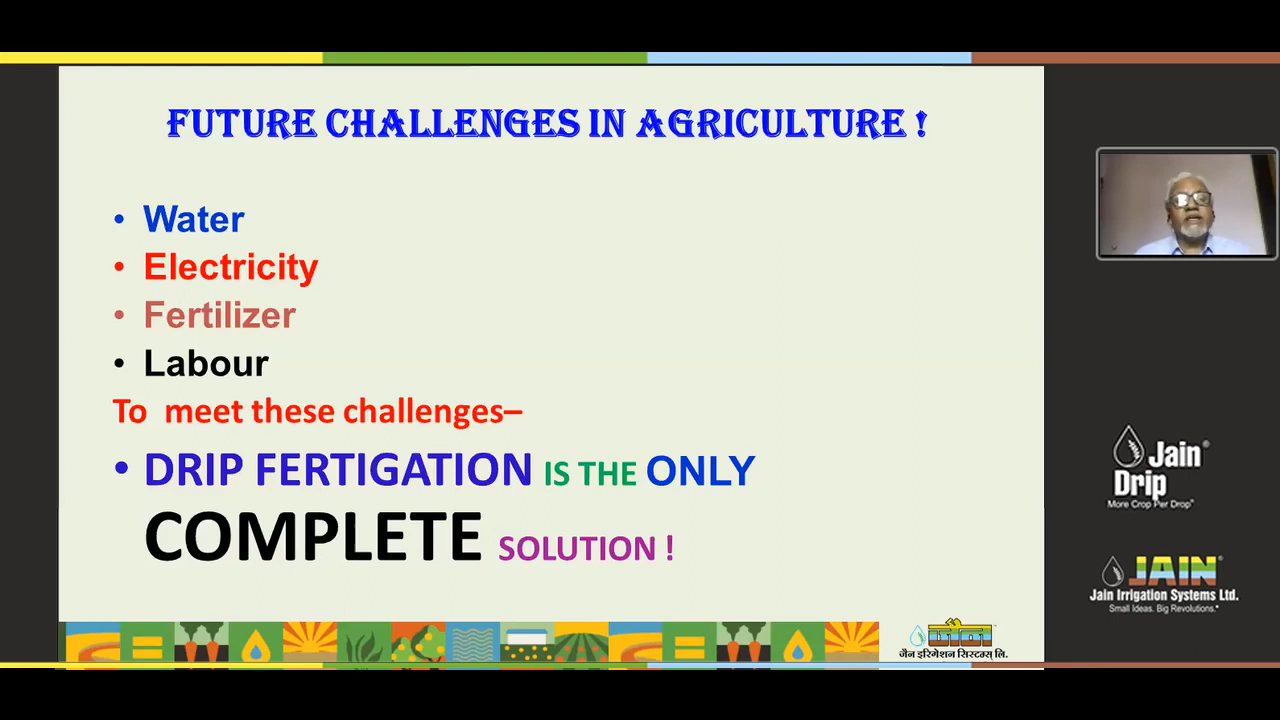 FUTURE CHALLENGES IN AGRICULTURE !
• Water
• Electricity
• Fertilizer
• Labour
To meet these challenges–
• DRIP FERTIGATION IS THE ONLY
COMPLETE SOLUTION !
Jain®
Drip
More Crop Per Drop®
JAIN®
Jain Irrigation Systems Ltd.
Small Ideas. Big Revolutions.®
जैन
जैन इरिगेशन सिस्टम्स् लि.